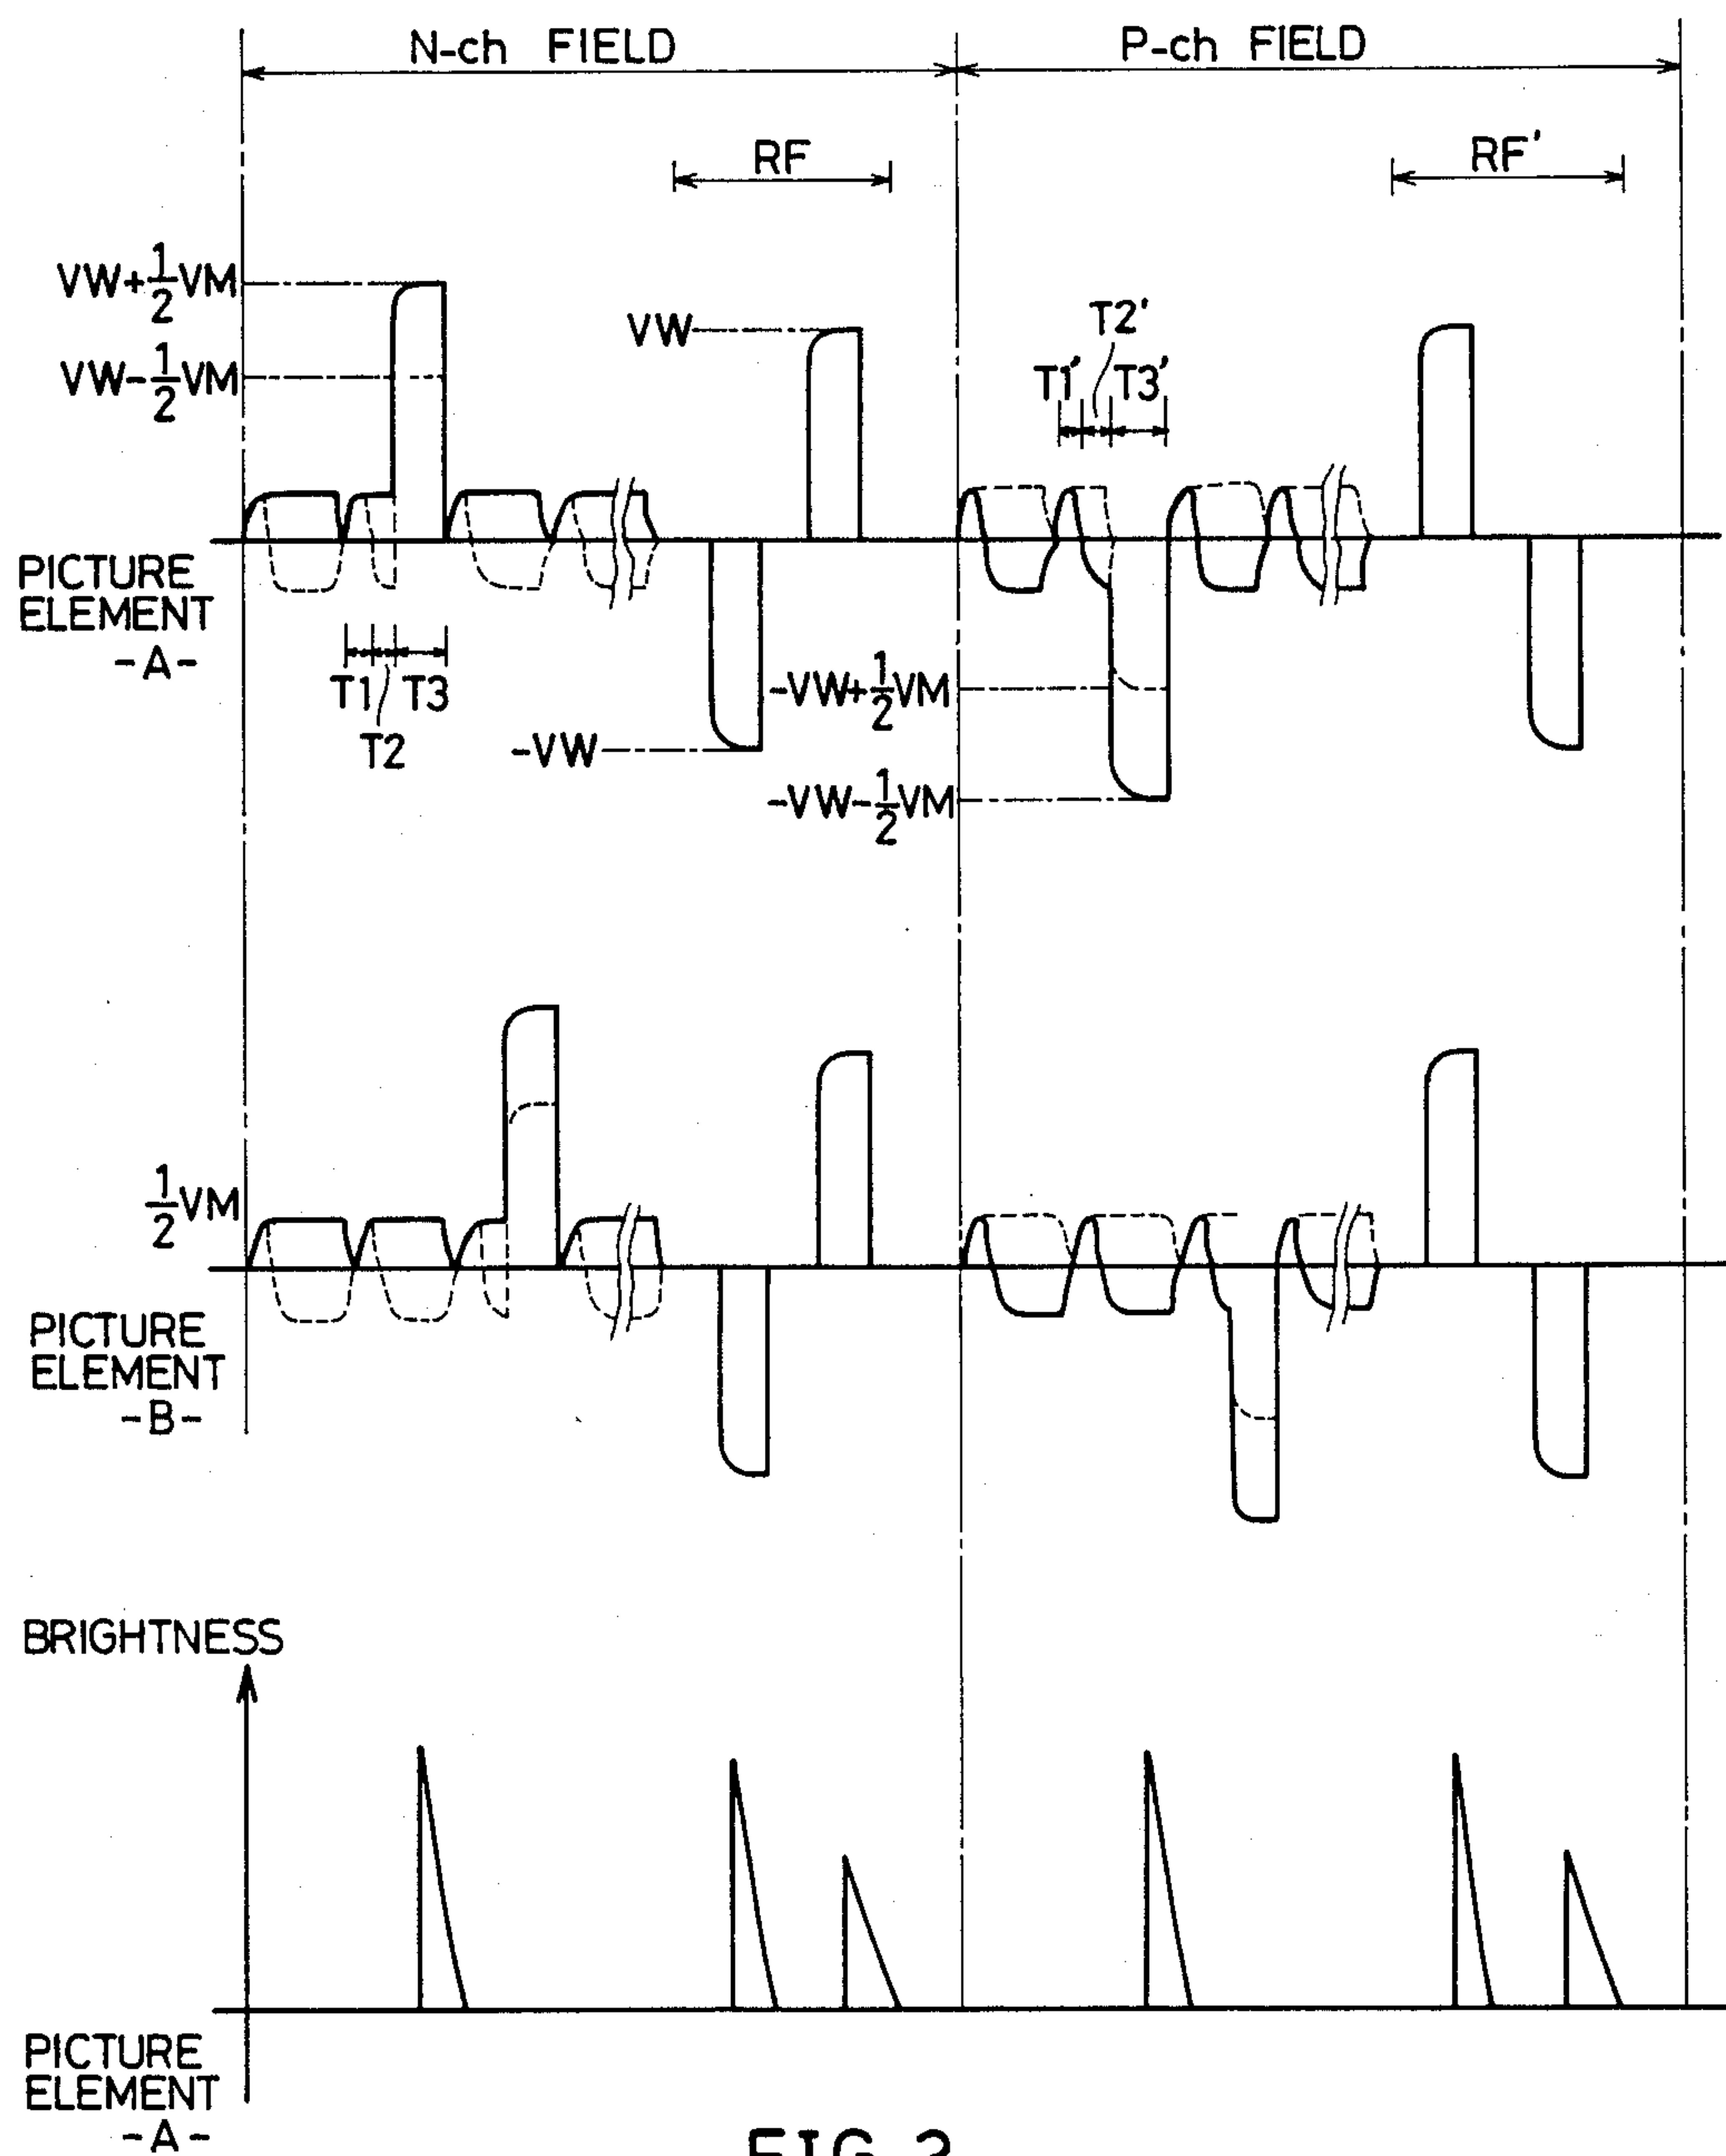 N-ch FIELD
P-ch FIELD
RF
RF'
VW+1/2VM
VW-1/2VM
VW
T2'
T1' T3'
PICTURE
ELEMENT
-A-
T1 T3
T2
-VW
-VW+1/2VM
-VW-1/2VM
1/2VM
PICTURE
ELEMENT
-B-
BRIGHTNESS
PICTURE
ELEMENT
-A-